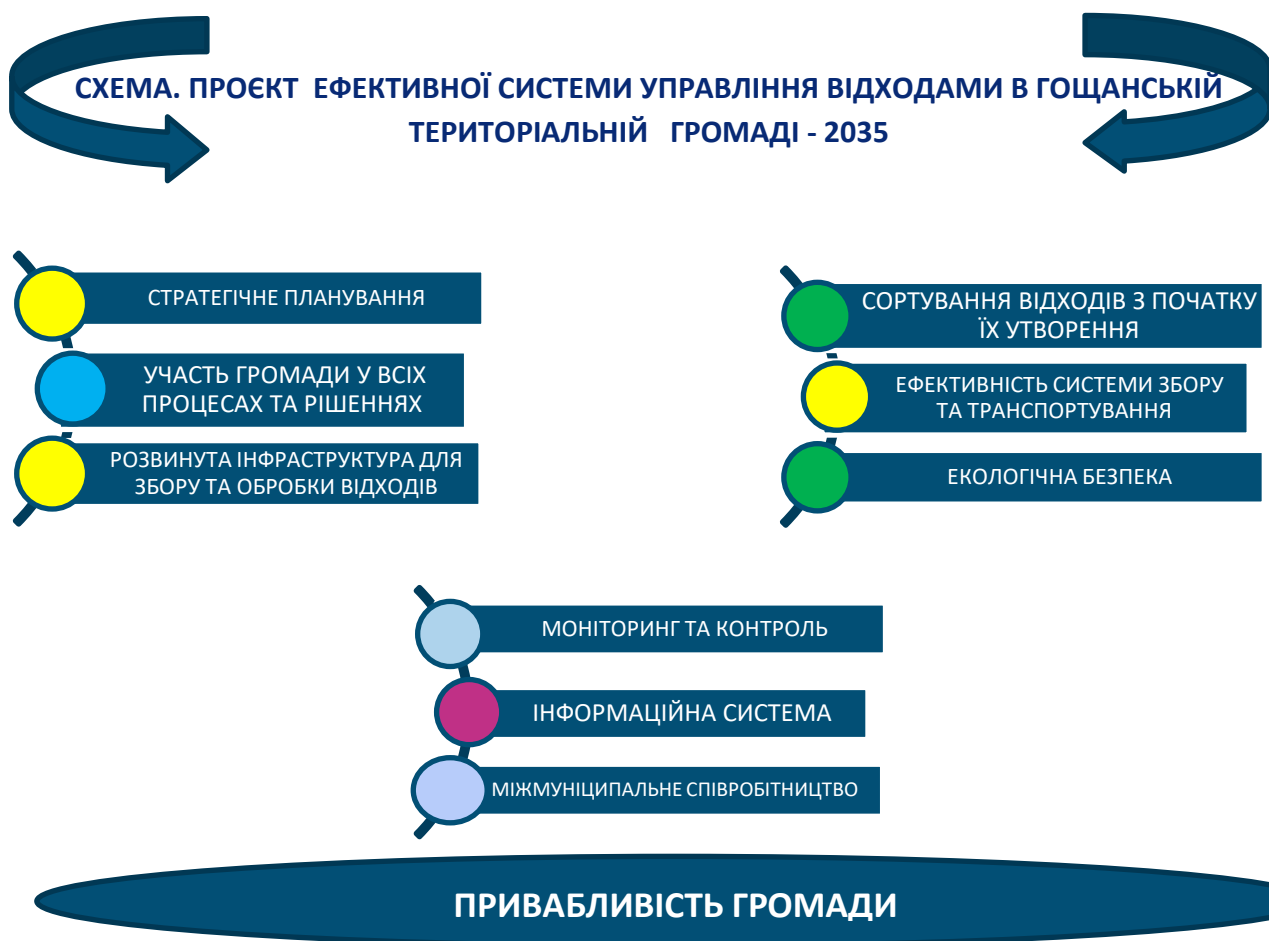 СХЕМА. ПРОЄКТ ЕФЕКТИВНОЇ СИСТЕМИ УПРАВЛІННЯ ВІДХОДАМИ В ГОЩАНСЬКІЙ
ТЕРИТОРІАЛЬНІЙ ГРОМАДІ - 2035
СТРАТЕГІЧНЕ ПЛАНУВАННЯ
УЧАСТЬ ГРОМАДИ У ВСІХ
ПРОЦЕСАХ ТА РІШЕННЯХ
РОЗВИНУТА ІНФРАСТРУКТУРА ДЛЯ
ЗБОРУ ТА ОБРОБКИ ВІДХОДІВ
СОРТУВАННЯ ВІДХОДІВ З ПОЧАТКУ
ЇХ УТВОРЕННЯ
ЕФЕКТИВНІСТЬ СИСТЕМИ ЗБОРУ
ТА ТРАНСПОРТУВАННЯ
ЕКОЛОГІЧНА БЕЗПЕКА
МОНІТОРИНГ ТА КОНТРОЛЬ
ІНФОРМАЦІЙНА СИСТЕМА
МІЖМУНІЦИПАЛЬНЕ СПІВРОБІТНИЦТВО
ПРИВАБЛИВІСТЬ ГРОМАДИ